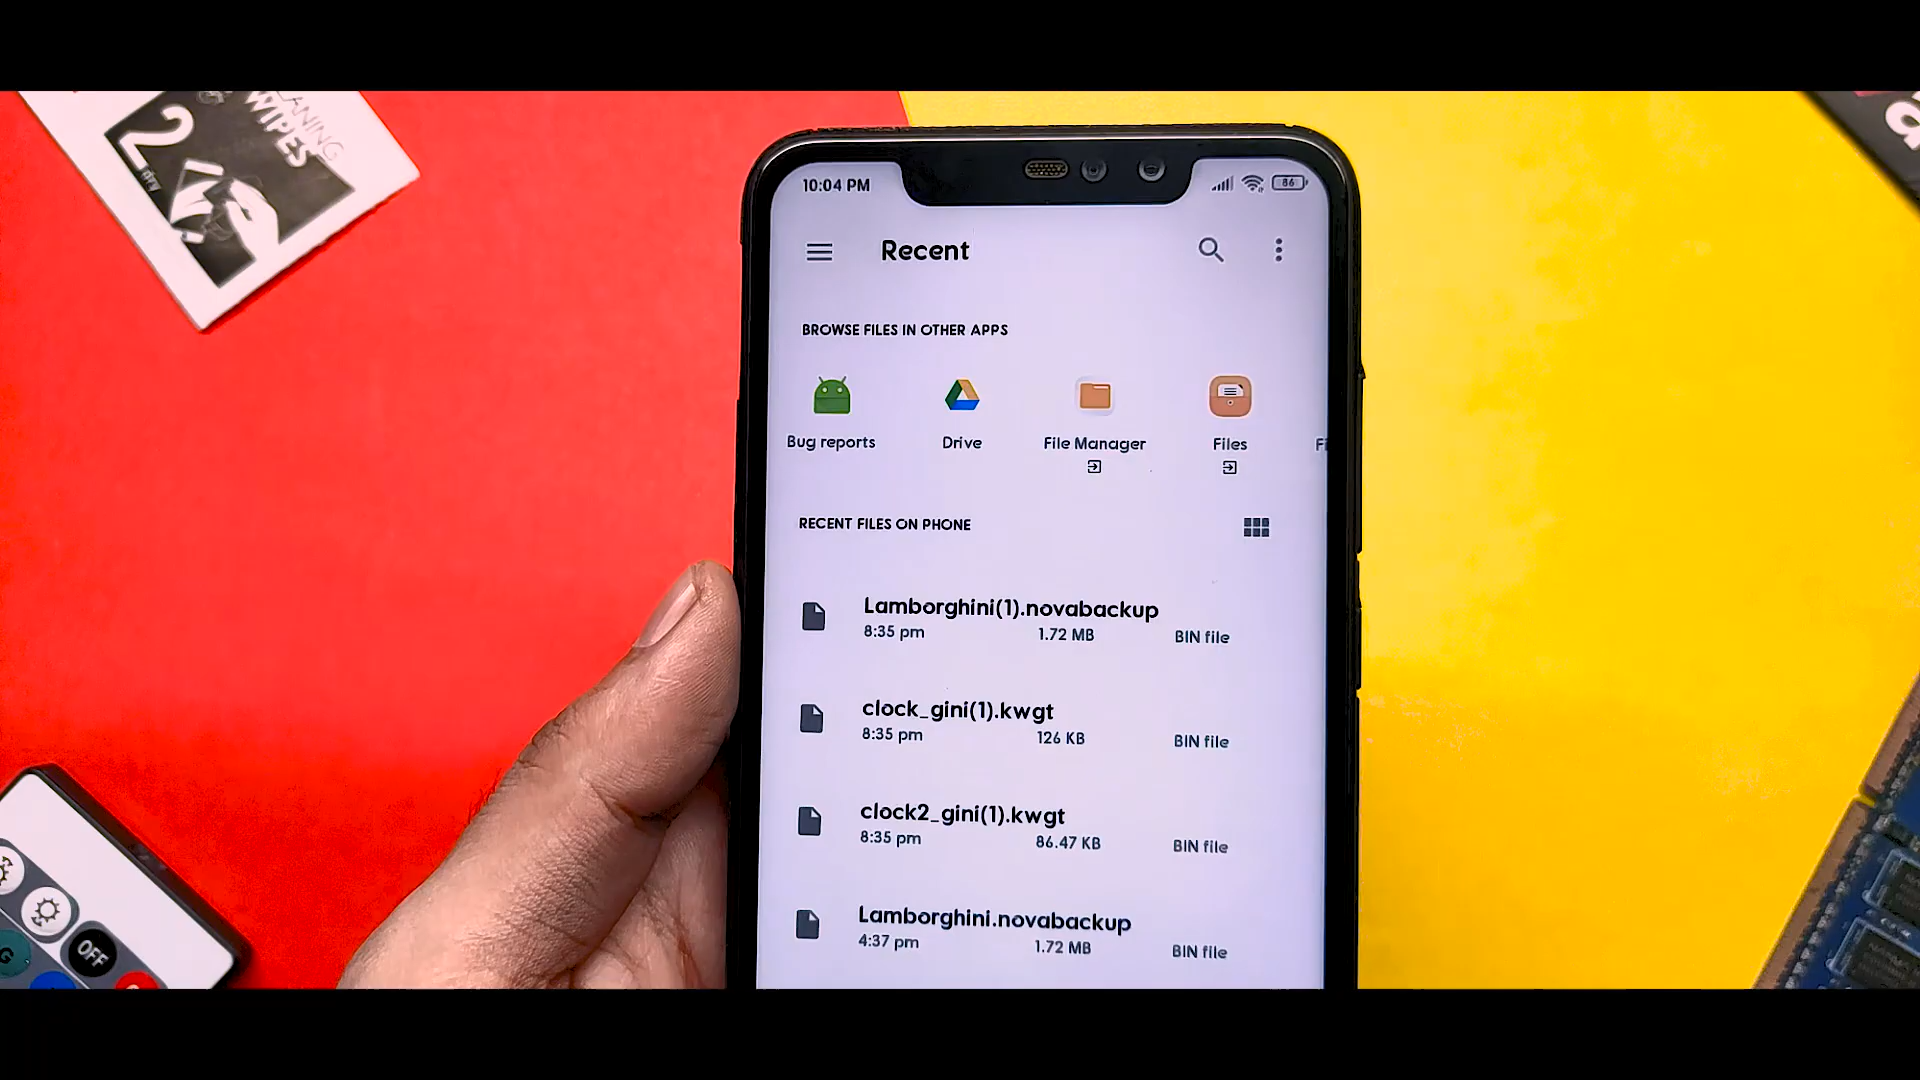 CLEANING
WIPES
2
Dry
10:04 PM
86
Recent
BROWSE FILES IN OTHER APPS
Bug reports
Drive
File Manager
Files
Fi
RECENT FILES ON PHONE
Lamborghini(1).novabackup
8:35 pm 1.72 MB BIN file
clock_gini(1).kwgt
8:35 pm 126 KB BIN file
clock2_gini(1).kwgt
8:35 pm 86.47 KB BIN file
Lamborghini.novabackup
4:37 pm 1.72 MB BIN file
OFF
G
a